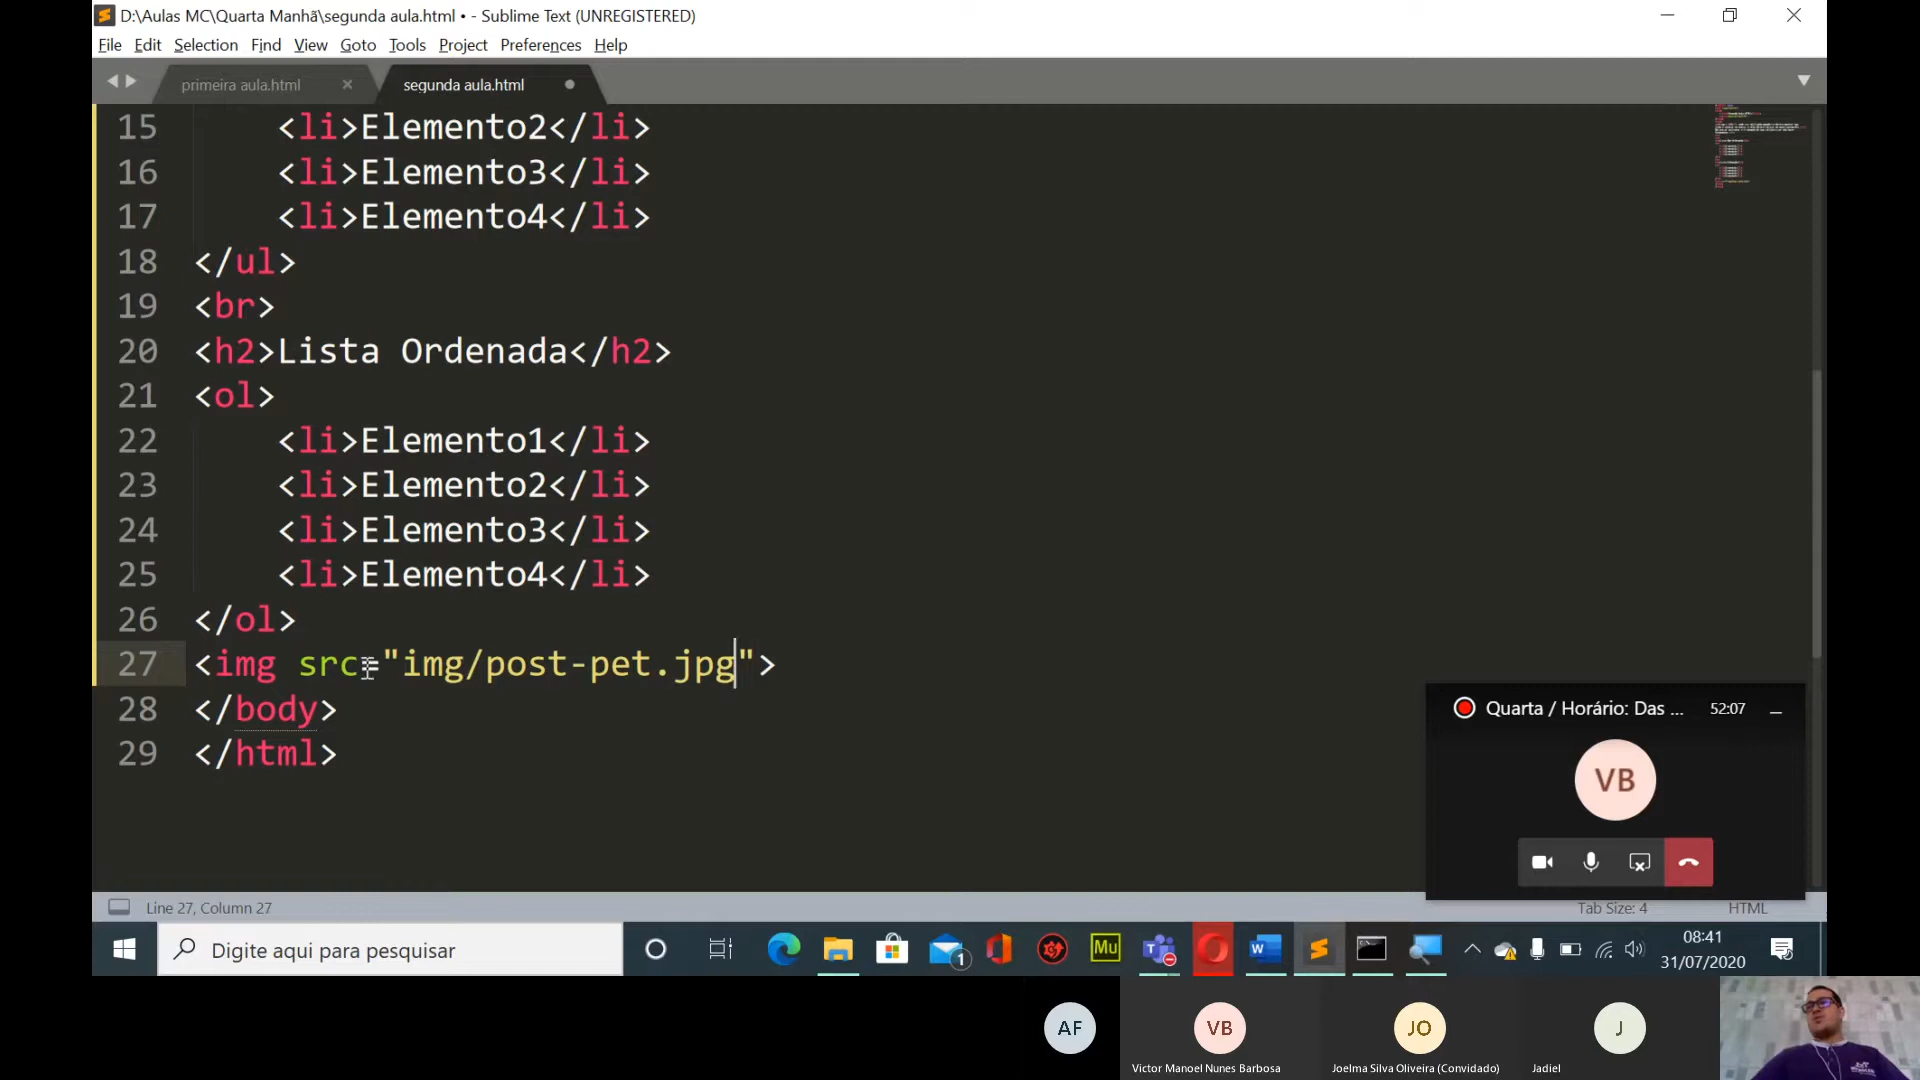 D:\Aulas MC\Quarta Manhã\segunda aula.html • - Sublime Text (UNREGISTERED)
File Edit Selection Find View Goto Tools Project Preferences Help
primeira aula.html segunda aula.html
15 <li>Elemento2</li>
16 <li>Elemento3</li>
17 <li>Elemento4</li>
18 </ul>
19 <br>
20 <h2>Lista Ordenada</h2>
21 <ol>
22 <li>Elemento1</li>
23 <li>Elemento2</li>
24 <li>Elemento3</li>
25 <li>Elemento4</li>
26 </ol>
27 <img src="img/post-pet.jpg">
28 </body>
29 </html>
Quarta / Horário: Das ... 52:07
VB
Line 27, Column 27
Tab Size: 4 HTML
Digite aqui para pesquisar
1
Mu
08:41
31/07/2020
AF
VB
JO
J
Victor Manoel Nunes Barbosa
Joelma Silva Oliveira (Convidado)
Jadiel